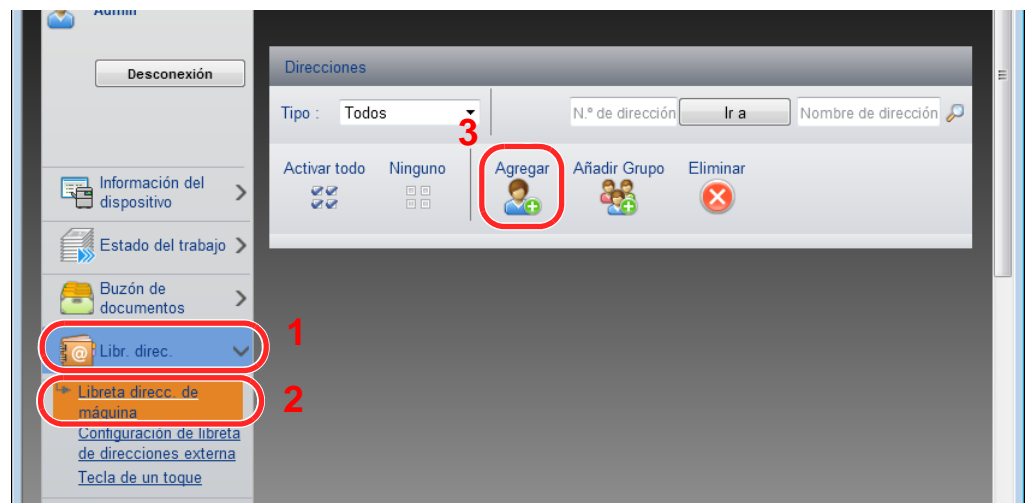 Admin
Desconexión
Direcciones
Tipo : Todos
N.º de dirección Ir a Nombre de dirección
3
Activar todo Ninguno Agregar Añadir Grupo Eliminar
Información del
dispositivo
Estado del trabajo
Buzón de
documentos
1
Libr. direc.
2
Libreta direcc. de
máquina
Configuración de libreta
de direcciones externa
Tecla de un toque